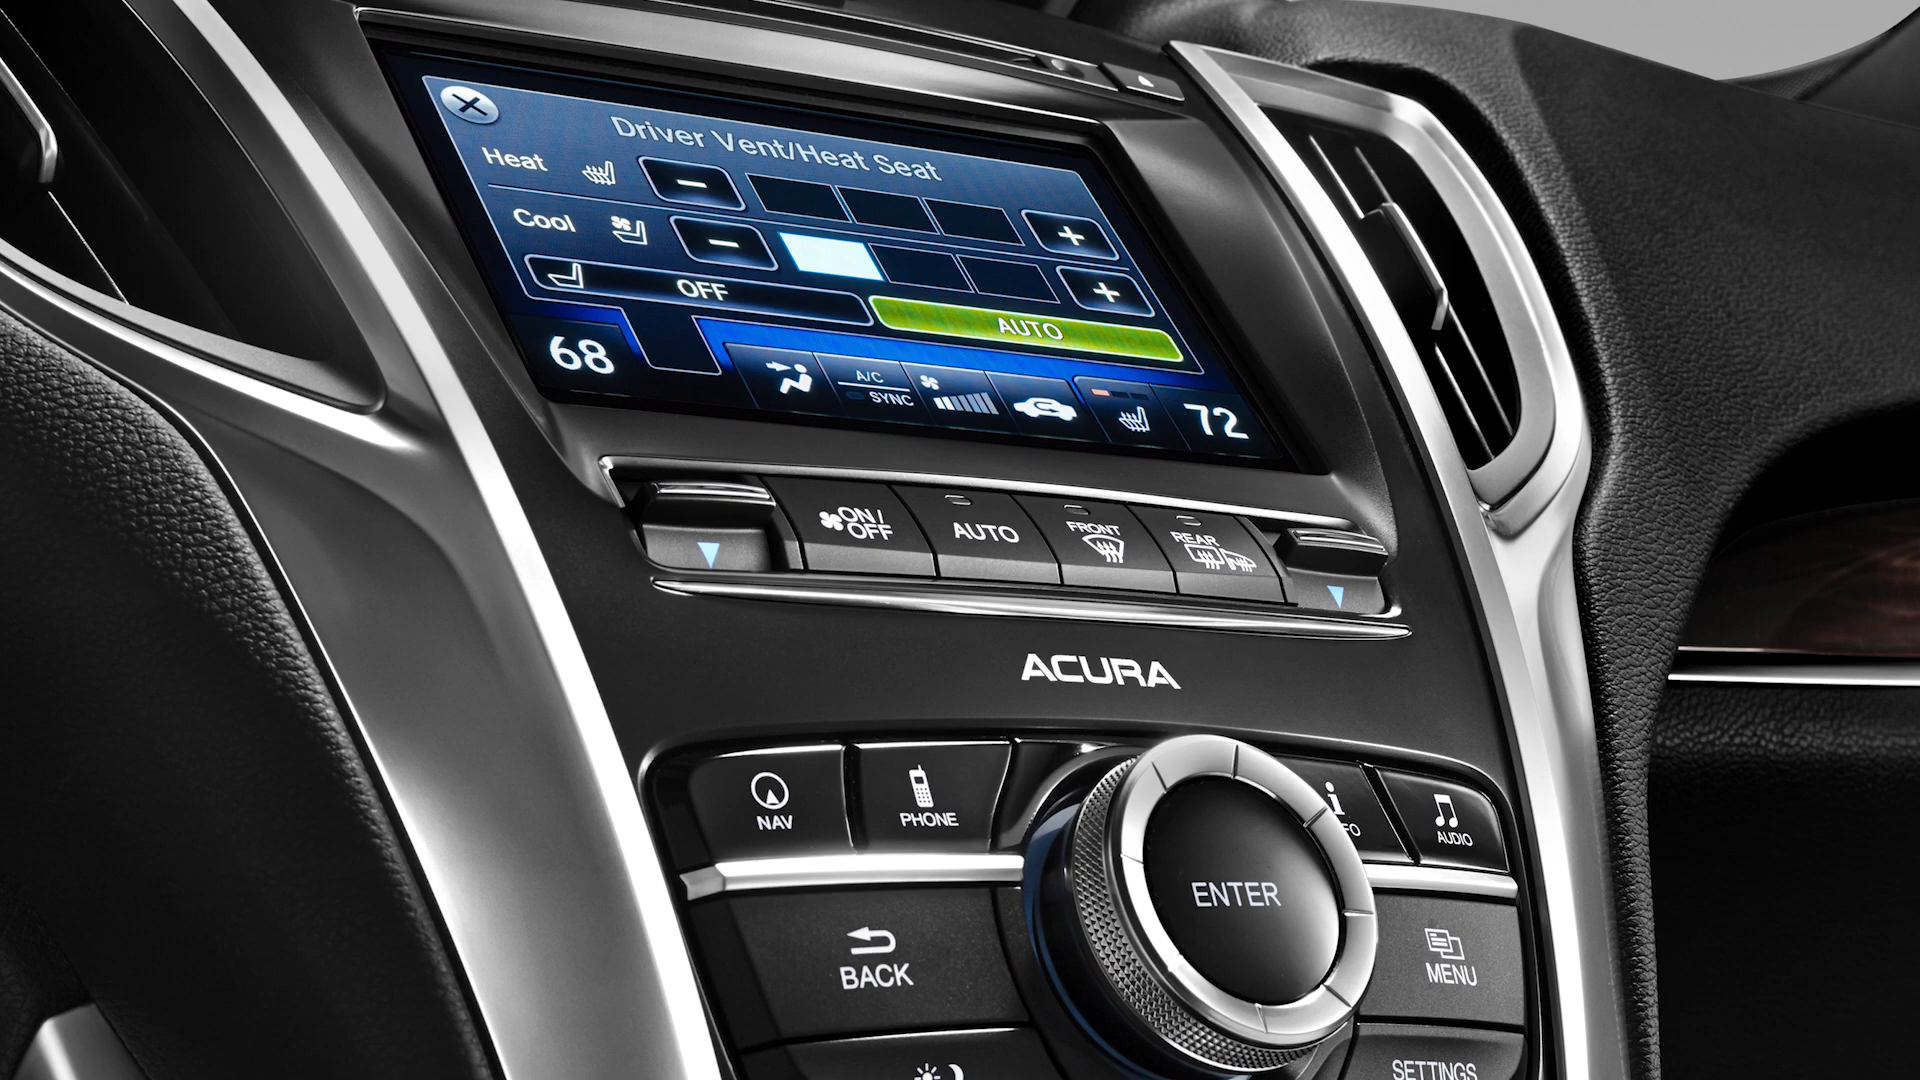 Driver Vent/Heat Seat
Heat
Cool
OFF
AUTO
68
A/C
SYNC
72
ON/
OFF
AUTO
FRONT
REAR
ACURA
NAV
PHONE
AUDIO
ENTER
BACK
MENU
SETTINGS